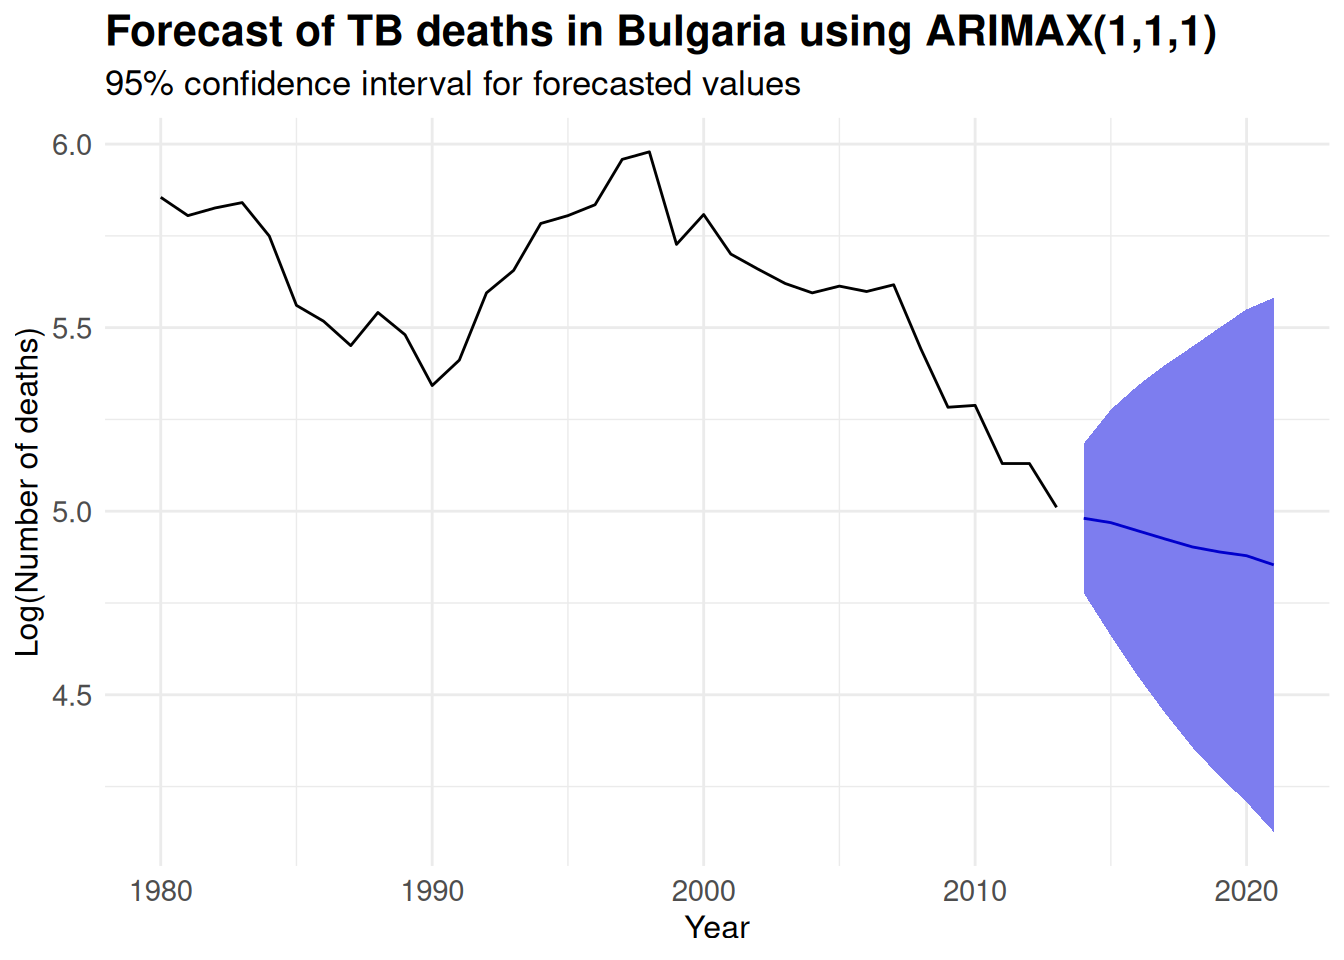 Forecast of TB deaths in Bulgaria using ARIMAX(1,1,1)
95% confidence interval for forecasted values
Log(Number of deaths)
6.0
5.5
5.0
4.5
1980 1990 2000 2010 2020
Year